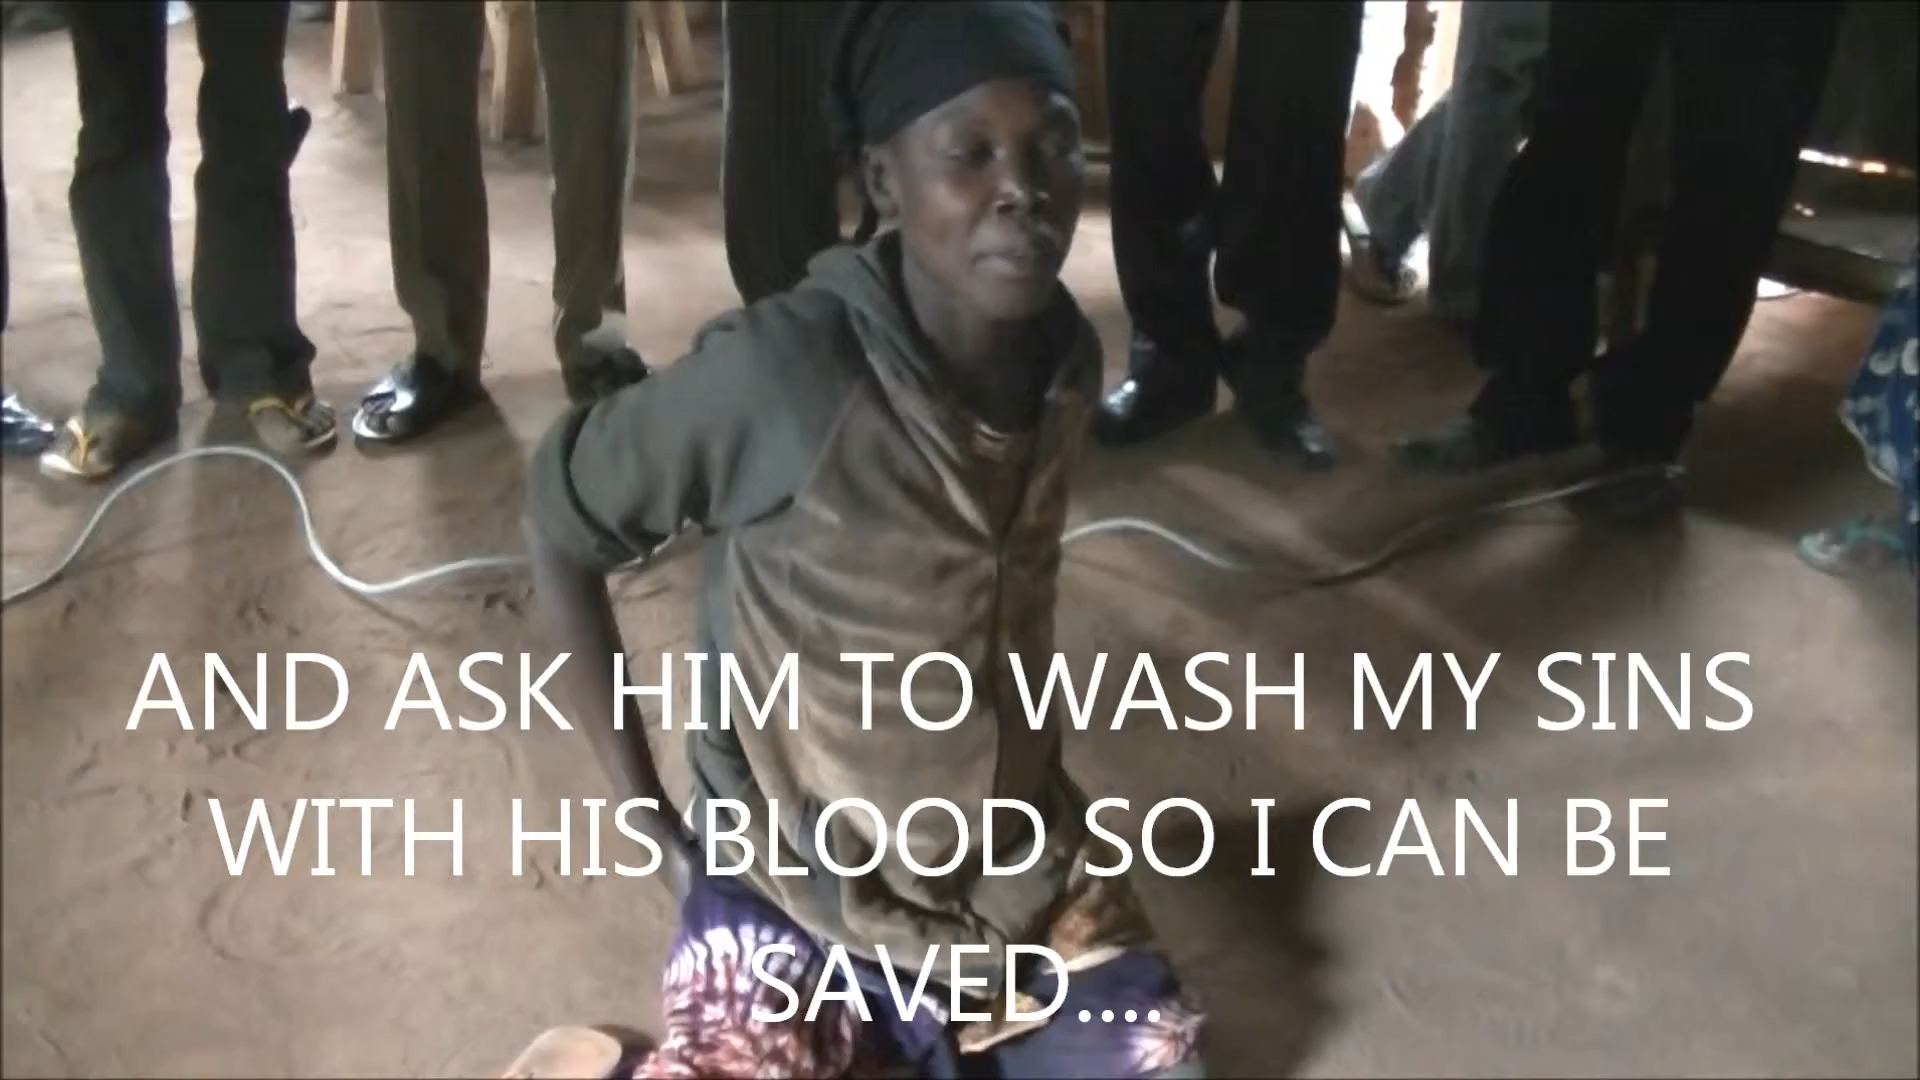 AND ASK HIM TO WASH MY SINS
WITH HIS BLOOD SO I CAN BE
SAVED....